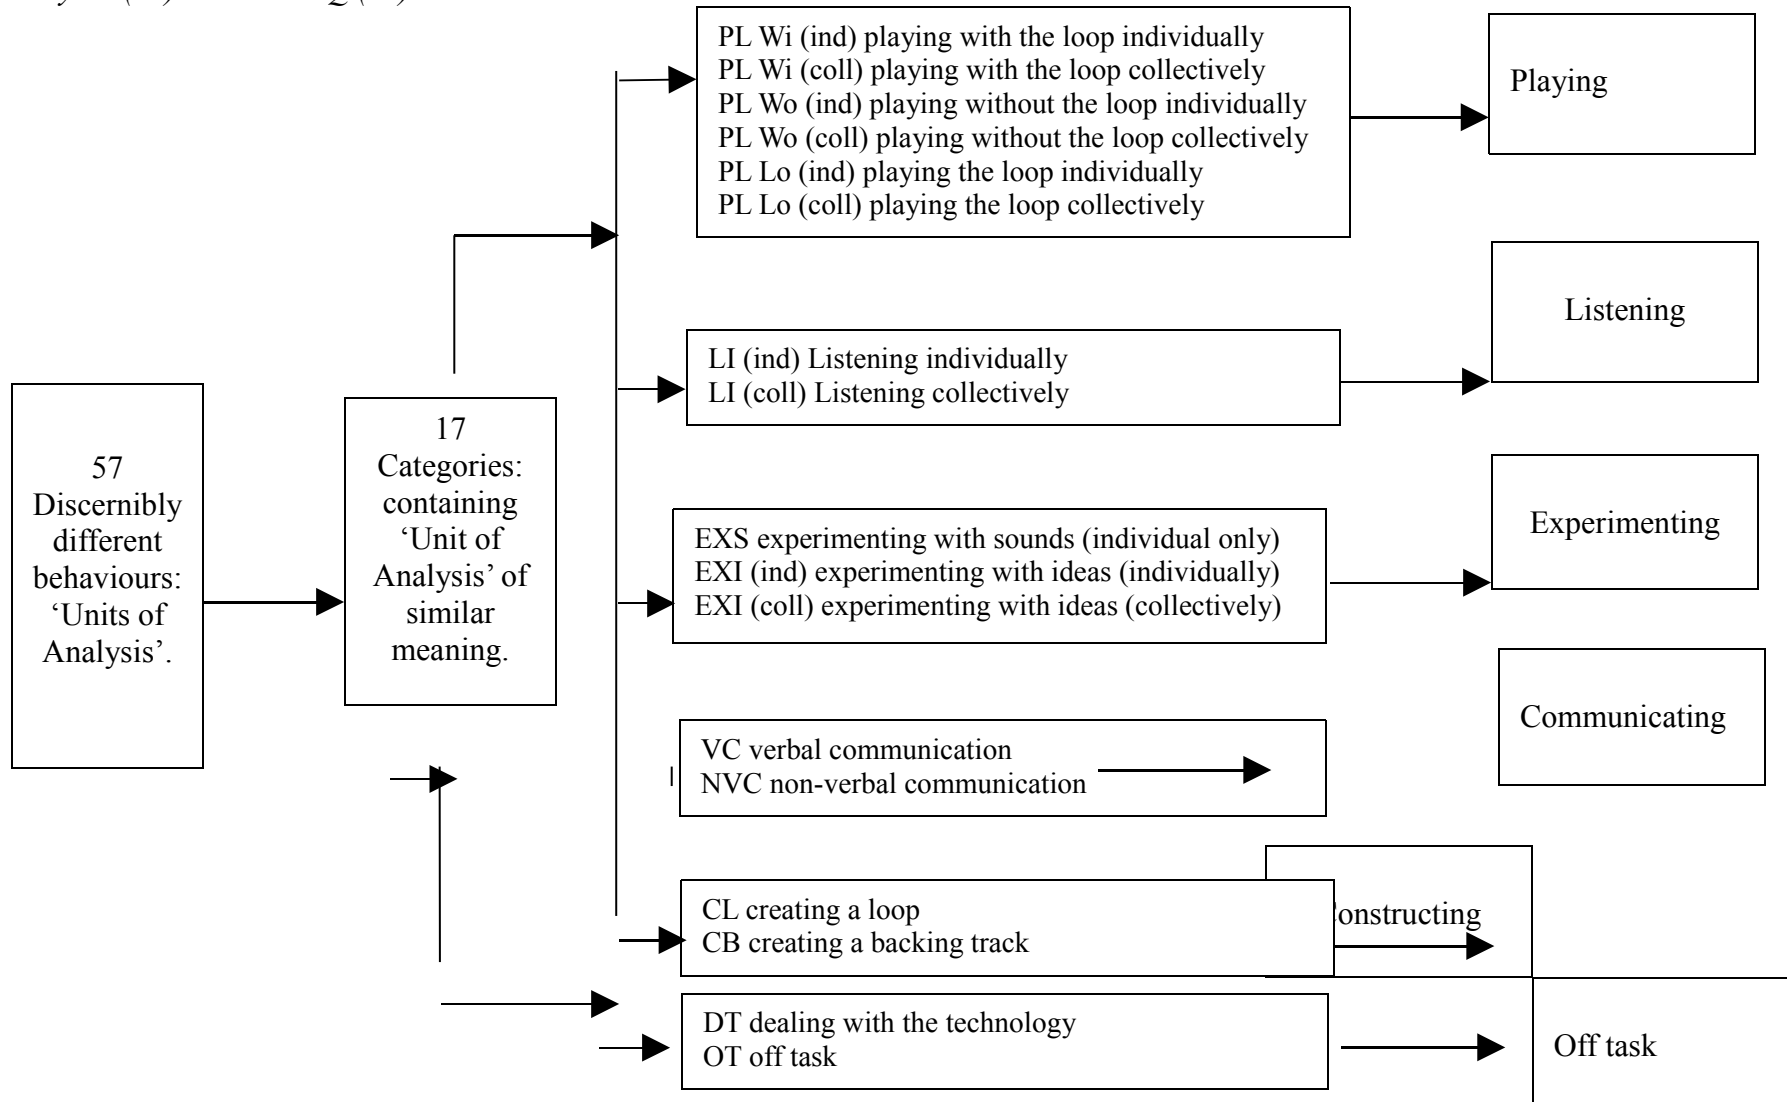 PL Wi (ind) playing with the loop individually
PL Wi (coll) playing with the loop collectively
PL Wo (ind) playing without the loop individually
PL Wo (coll) playing without the loop collectively
PL Lo (ind) playing the loop individually
PL Lo (coll) playing the loop collectively
Playing
LI (ind) Listening individually
LI (coll) Listening collectively
Listening
57
Discernibly
different
behaviours:
‘Units of
Analysis’.
17
Categories:
containing
‘Unit of
Analysis’ of
similar
meaning.
EXS experimenting with sounds (individual only)
EXI (ind) experimenting with ideas (individually)
EXI (coll) experimenting with ideas (collectively)
Experimenting
VC verbal communication
NVC non-verbal communication
Communicating
CL creating a loop
CB creating a backing track
onstructing
DT dealing with the technology
OT off task
Off task